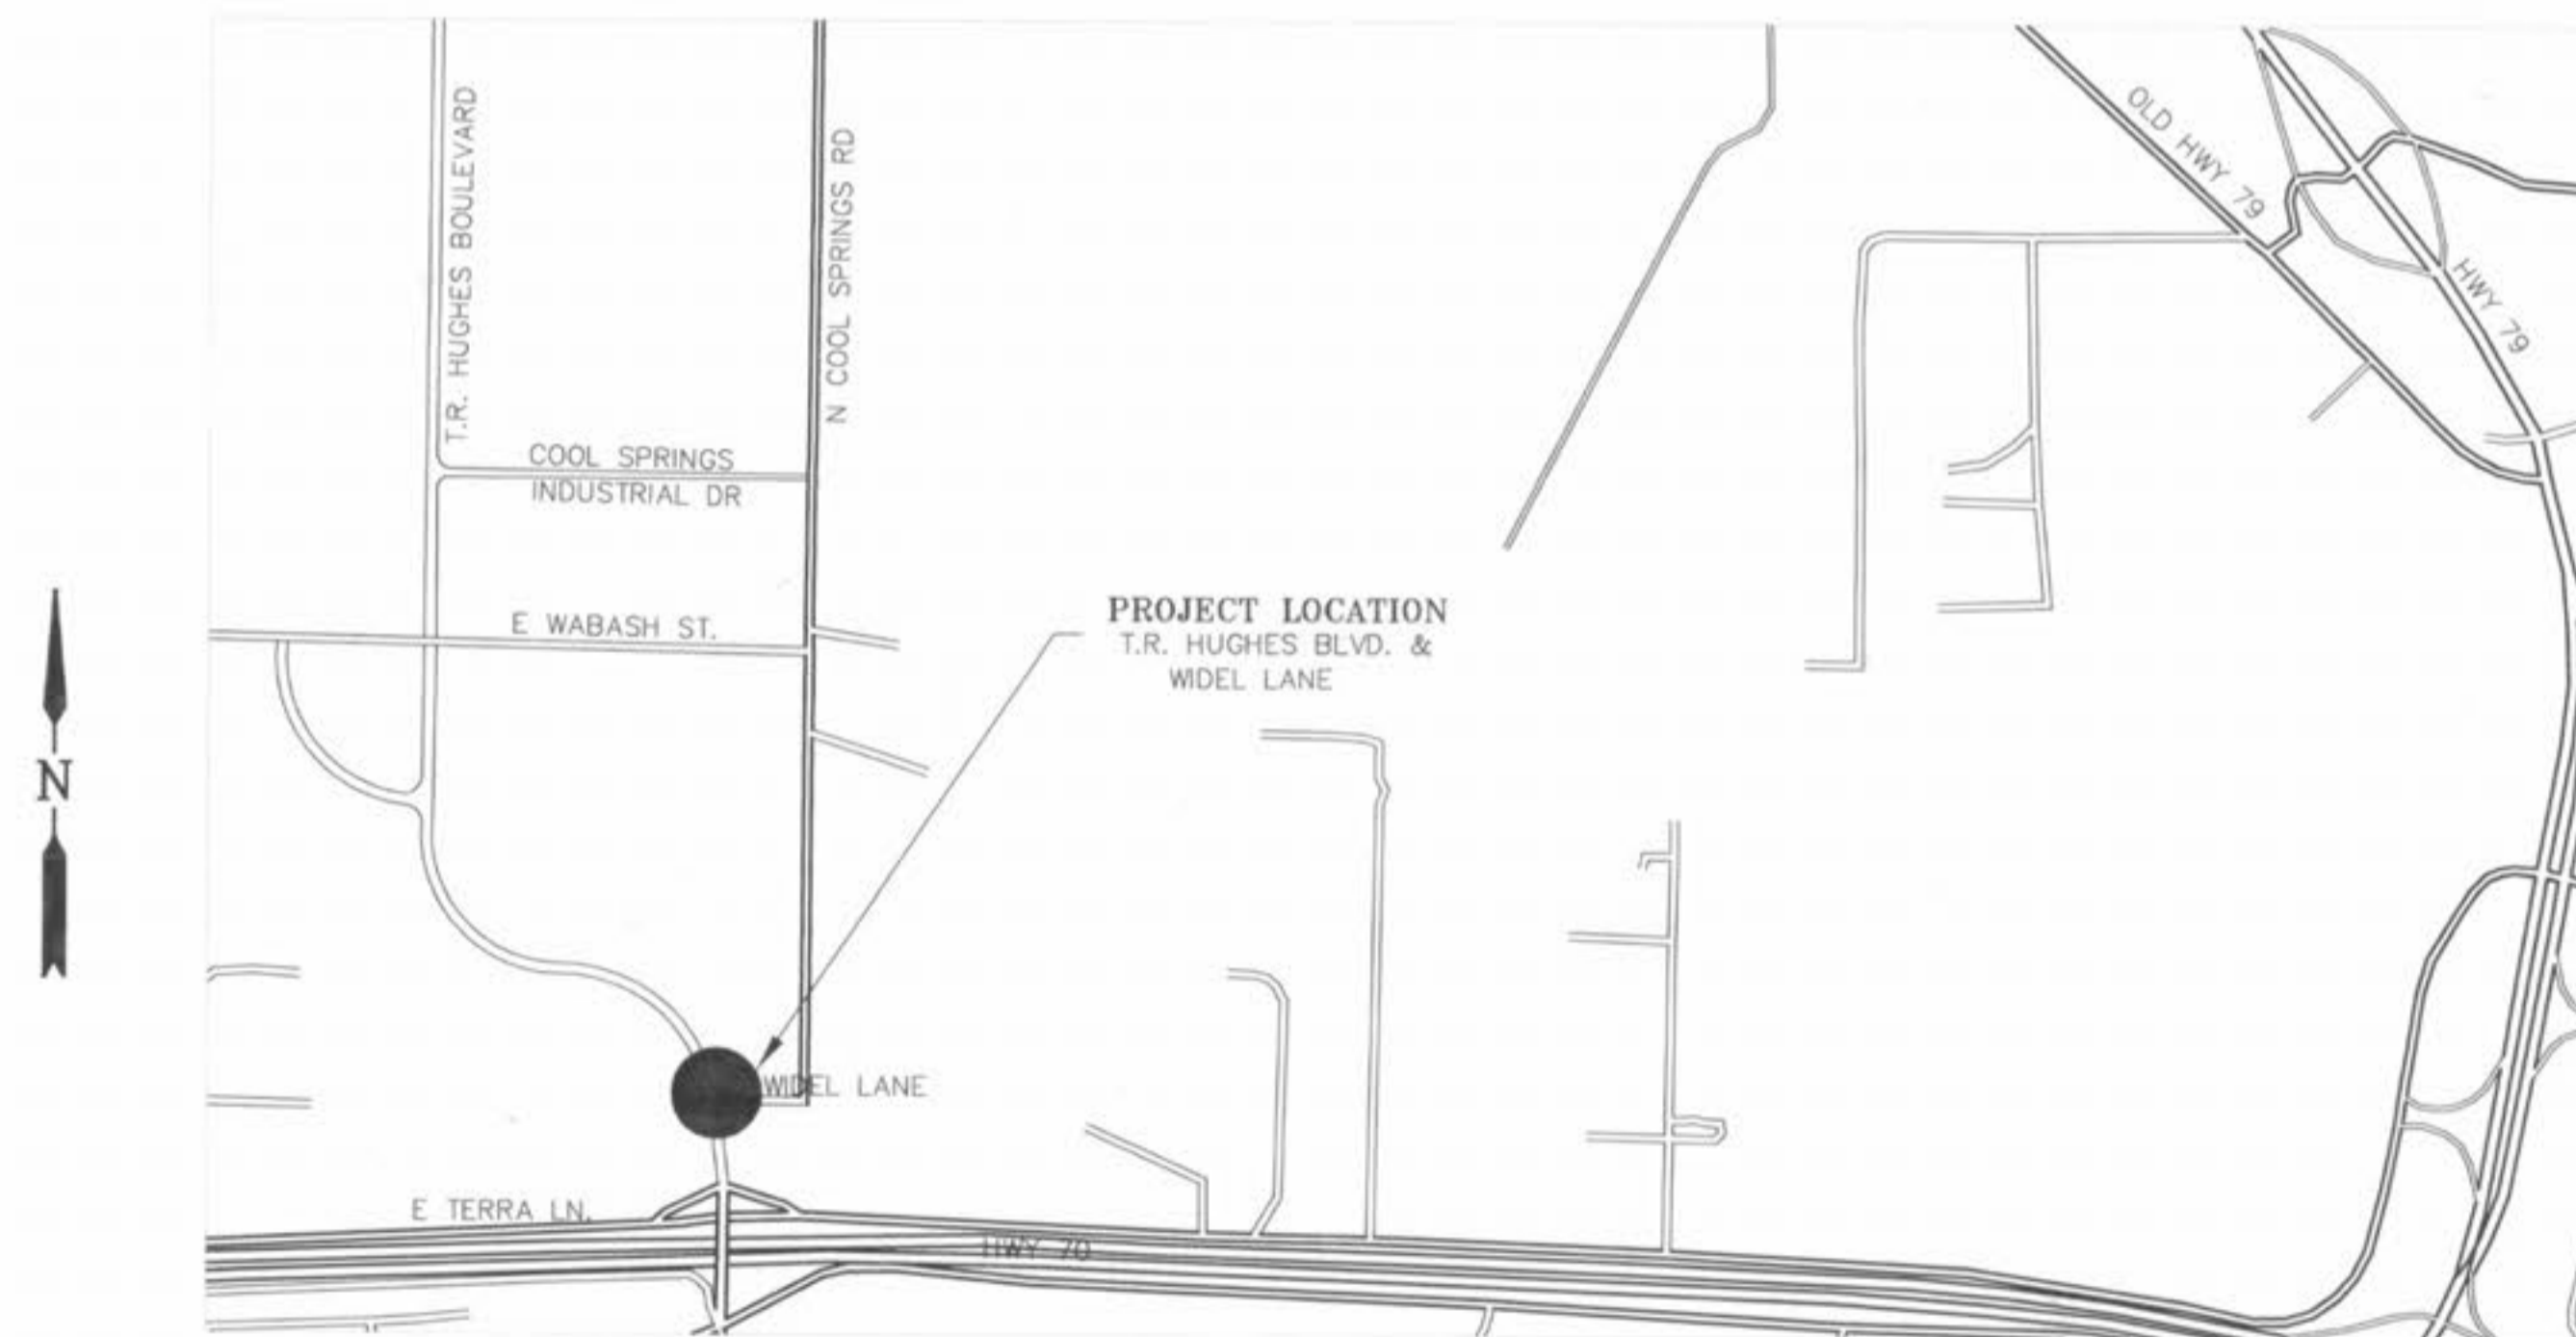 T.R. HUGHES BOULEVARD
N COOL SPRINGS RD
OLD HWY 79
HWY 79
COOL SPRINGS
INDUSTRIAL DR
E WABASH ST.
PROJECT LOCATION
T.R. HUGHES BLVD. &
WIDEL LANE
N
WIDEL LANE
E TERRA LN.
HWY 70